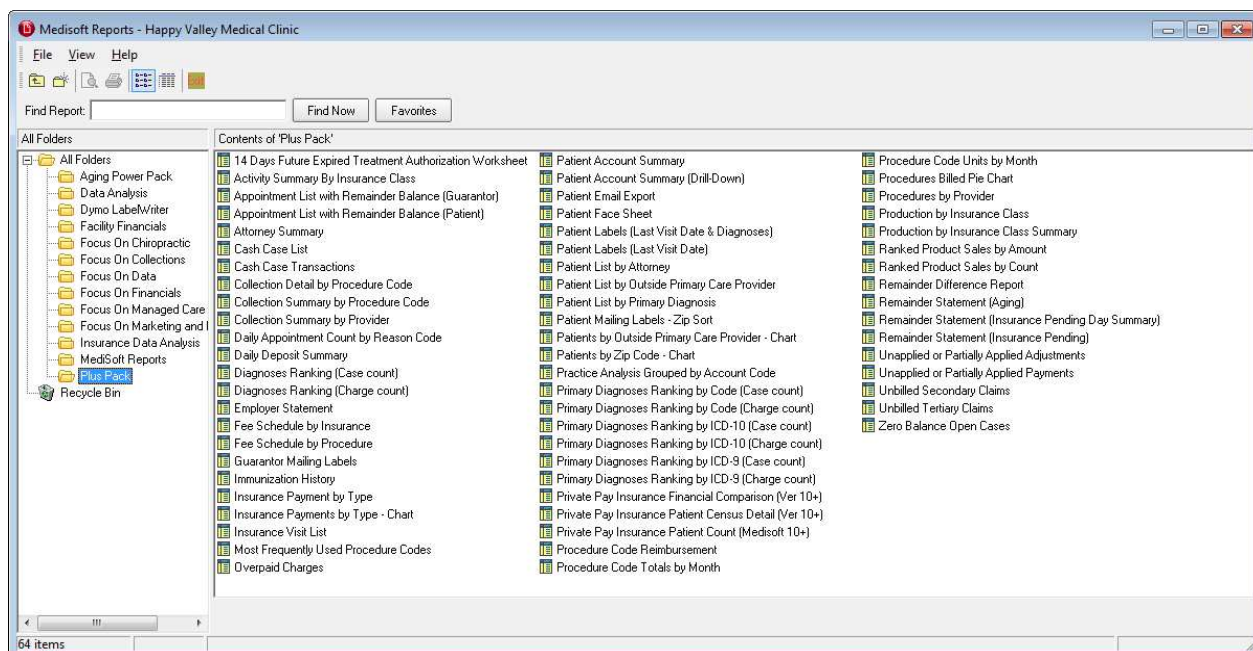 Medisoft Reports - Happy Valley Medical Clinic
File View Help
Find Report: Find Now Favorites
All Folders
All Folders
Aging Power Pack
Data Analysis
Dymo LabelWriter
Facility Financials
Focus On Chiropractic
Focus On Collections
Focus On Data
Focus On Financials
Focus On Managed Care
Focus On Marketing and
Insurance Data Analysis
MediSoft Reports
Plus Pack
Recycle Bin
Contents of 'Plus Pack'
14 Days Future Expired Treatment Authorization Worksheet
Activity Summary By Insurance Class
Appointment List with Remainder Balance (Guarantor)
Appointment List with Remainder Balance (Patient)
Attorney Summary
Cash Case List
Cash Case Transactions
Collection Detail by Procedure Code
Collection Summary by Procedure Code
Collection Summary by Provider
Daily Appointment Count by Reason Code
Daily Deposit Summary
Diagnoses Ranking (Case count)
Diagnoses Ranking (Charge count)
Employer Statement
Fee Schedule by Insurance
Fee Schedule by Procedure
Guarantor Mailing Labels
Immunization History
Insurance Payment by Type
Insurance Payments by Type - Chart
Insurance Visit List
Most Frequently Used Procedure Codes
Overpaid Charges
Patient Account Summary
Patient Account Summary (Drill-Down)
Patient Email Export
Patient Face Sheet
Patient Labels (Last Visit Date & Diagnoses)
Patient Labels (Last Visit Date)
Patient List by Attorney
Patient List by Outside Primary Care Provider
Patient List by Primary Diagnosis
Patient Mailing Labels - Zip Sort
Patients by Outside Primary Care Provider - Chart
Patients by Zip Code - Chart
Practice Analysis Grouped by Account Code
Primary Diagnoses Ranking by Code (Case count)
Primary Diagnoses Ranking by Code (Charge count)
Primary Diagnoses Ranking by ICD-10 (Case count)
Primary Diagnoses Ranking by ICD-10 (Charge count)
Primary Diagnoses Ranking by ICD-9 (Case count)
Primary Diagnoses Ranking by ICD-9 (Charge count)
Private Pay Insurance Financial Comparison (Ver 10+)
Private Pay Insurance Patient Census Detail (Ver 10+)
Private Pay Insurance Patient Count (Medisoft 10+)
Procedure Code Reimbursement
Procedure Code Totals by Month
Procedure Code Units by Month
Procedures Billed Pie Chart
Procedures by Provider
Production by Insurance Class
Production by Insurance Class Summary
Ranked Product Sales by Amount
Ranked Product Sales by Count
Remainder Difference Report
Remainder Statement (Aging)
Remainder Statement (Insurance Pending Day Summary)
Remainder Statement (Insurance Pending)
Unapplied or Partially Applied Adjustments
Unapplied or Partially Applied Payments
Unbilled Secondary Claims
Unbilled Tertiary Claims
Zero Balance Open Cases
64 items